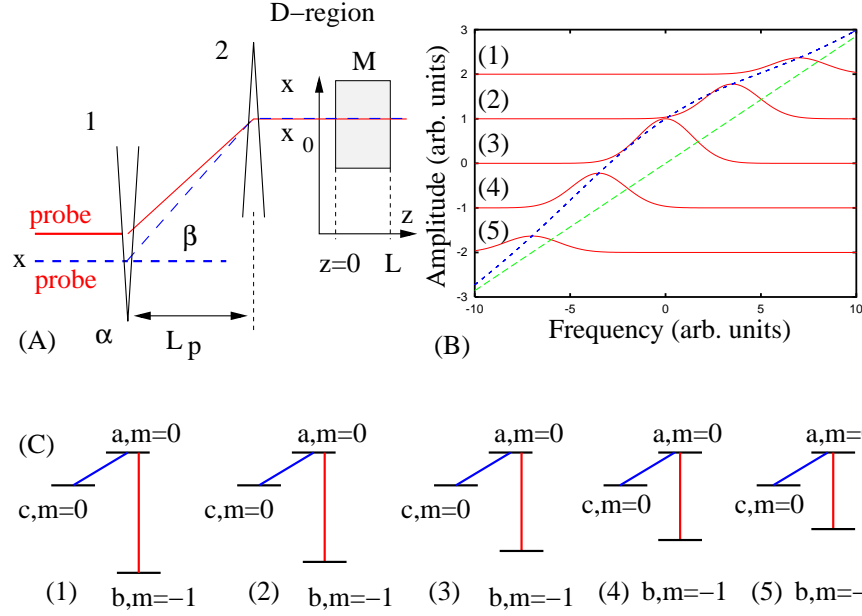 D−region
1
2
x
x
0
M
probe
x
probe
β
z
z=0
L
α
L p
(A)
3
2
1
0
-1
-2
-3
-10
-5
0
5
10
Amplitude (arb. units)
Frequency (arb. units)
(1)
(2)
(3)
(4)
(5)
(B)
(C)
a,m=0
c,m=0
(1)
b,m=−1
a,m=0
c,m=0
(2)
b,m=−1
a,m=0
c,m=0
(3)
b,m=−1
a,m=0
c,m=0
(4)
b,m=−1
a,m=
c,m=0
(5)
b,m=−